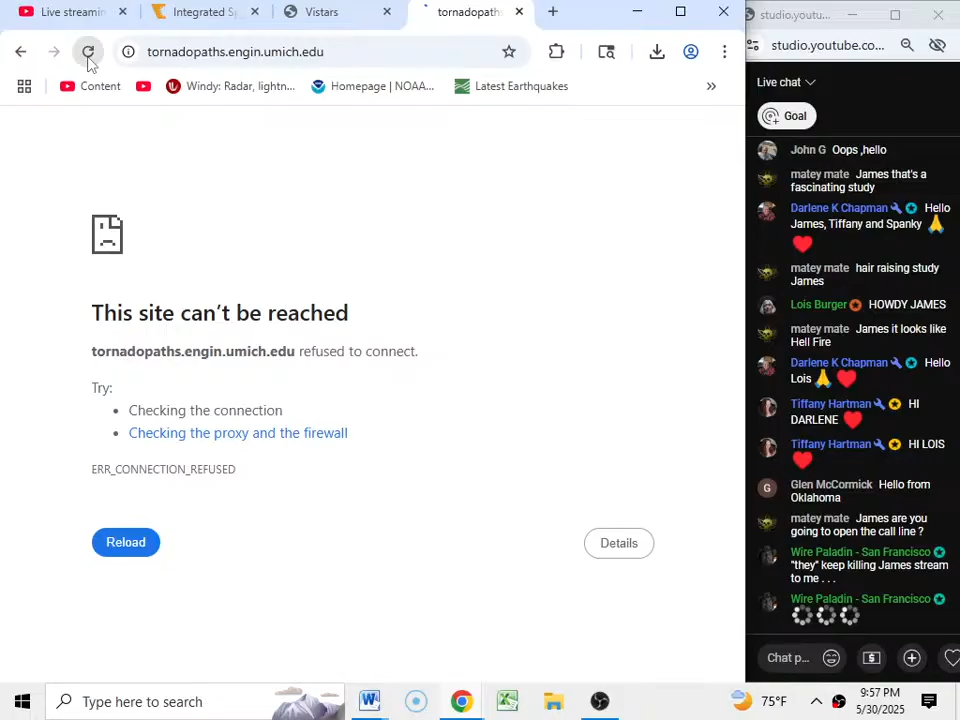 Live streamin
Integrated Sp
Vistars
tornadopaths
studio.youtu...
tornadopaths.engin.umich.edu
studio.youtube.co...
Content
Windy: Radar, lightn...
Homepage | NOAA...
Latest Earthquakes
Live chat
Goal
This site can't be reached
tornadopaths.engin.umich.edu refused to connect.
Try:
• Checking the connection
• Checking the proxy and the firewall
ERR_CONNECTION_REFUSED
Reload
Details
John G Oops ,hello
matey mate James that's a
fascinating study
Darlene K Chapman Hello
James, Tiffany and Spanky 🙏
❤️
matey mate hair raising study
James
Lois Burger HOWDY JAMES
matey mate James it looks like
Hell Fire
Darlene K Chapman Hello
Lois 🙏 ❤️
Tiffany Hartman HI
DARLENE ❤️
Tiffany Hartman HI LOIS
❤️
G
Glen McCormick Hello from
Oklahoma
matey mate James are you
going to open the call line ?
Wire Paladin - San Francisco
"they" keep killing James stream
to me . . .
Wire Paladin - San Francisco
Chat p...
Type here to search
75°F
9:57 PM
5/30/2025